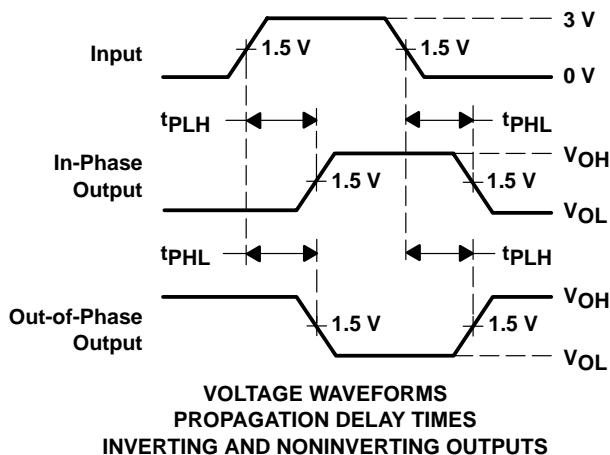 3 V
Input
1.5 V
1.5 V
0 V
tPLH
tPHL
In-Phase
Output
VOH
1.5 V
1.5 V
VOL
tPHL
tPLH
Out-of-Phase
Output
VOH
1.5 V
1.5 V
VOL
VOLTAGE WAVEFORMS
PROPAGATION DELAY TIMES
INVERTING AND NONINVERTING OUTPUTS